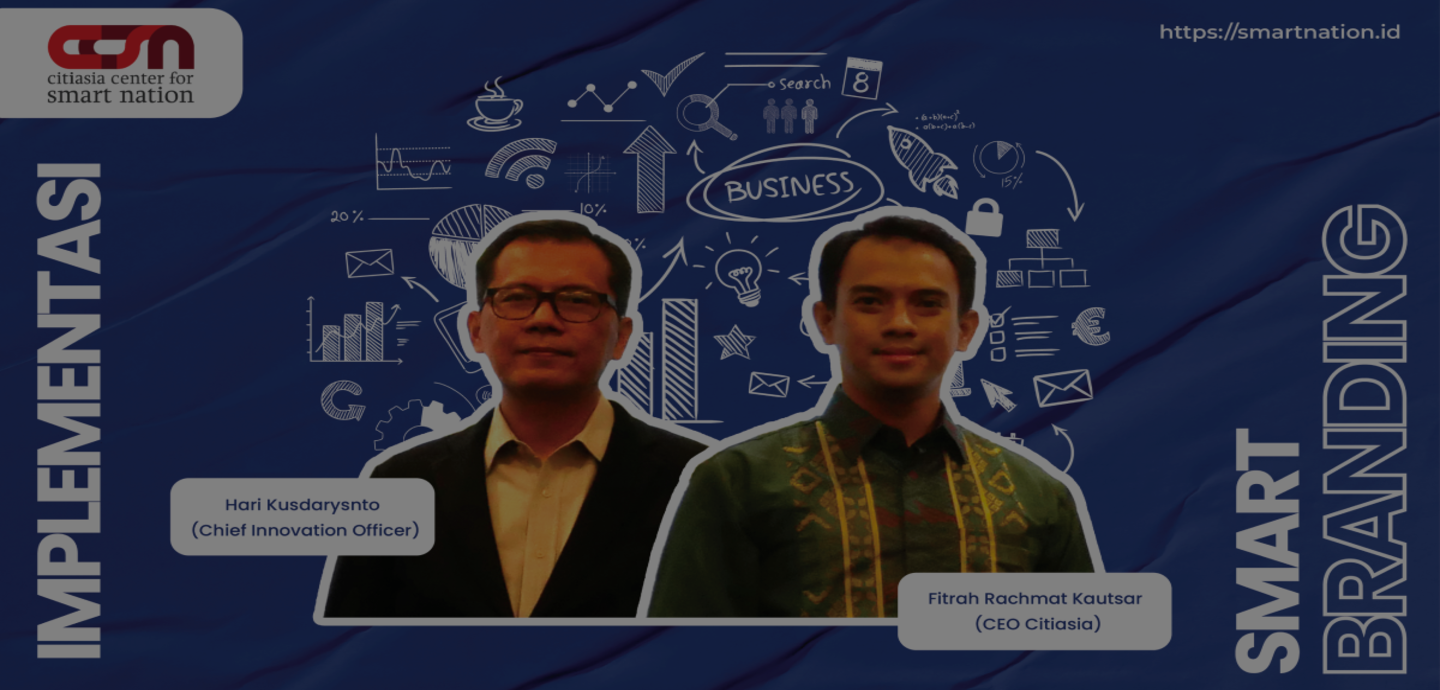 CCSN
citiasia center for
smart nation
https://smartnation.id
IMPLEMENTASI
search
8
BUSINESS
15%
20%
10%
Hari Kusdarysnto
(Chief Innovation Officer)
Fitrah Rachmat Kautsar
(CEO Citiasia)
SMART
BRANDING